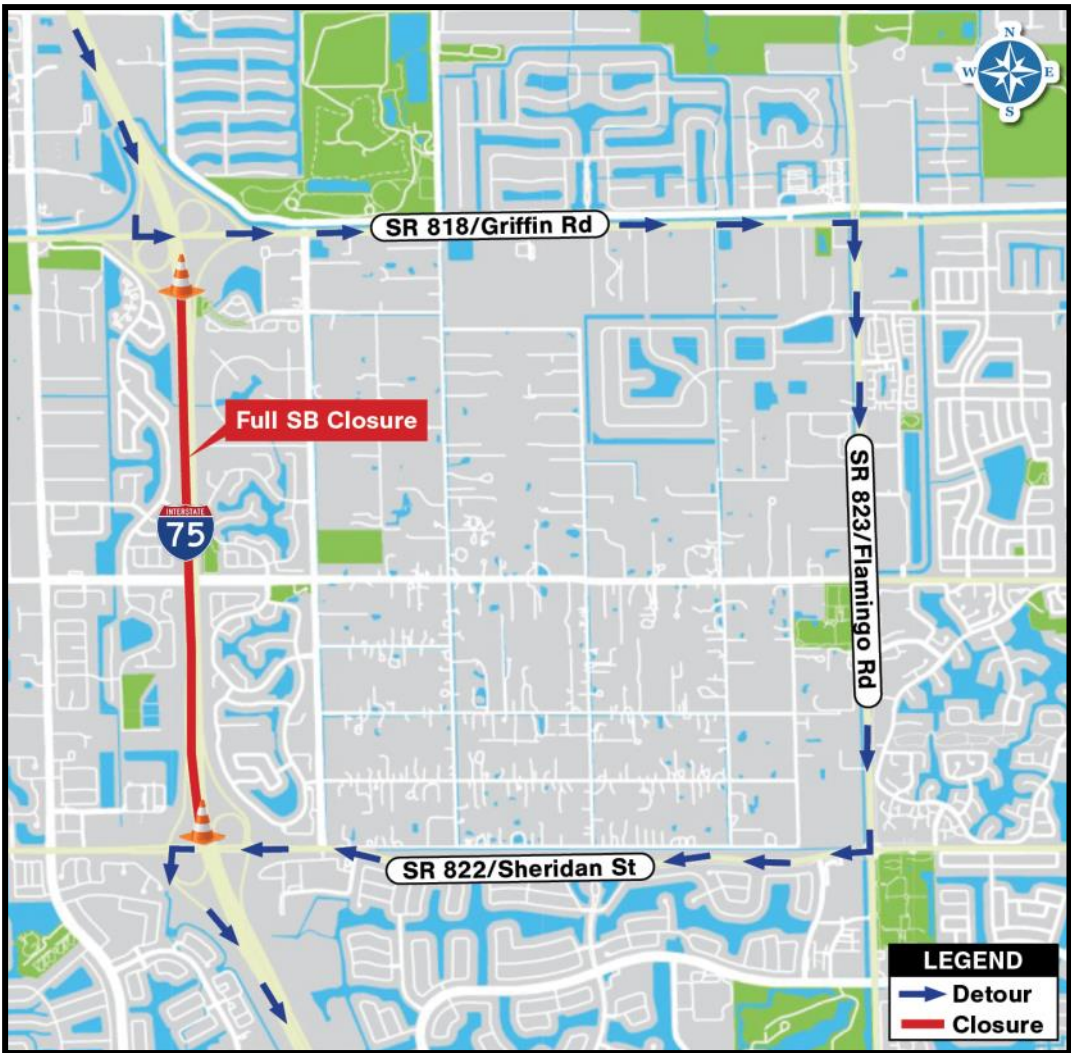 N
W E
S
SR 818/Griffin Rd
Full SB Closure
INTERSTATE
75
SR 823/Flamingo Rd
SR 822/Sheridan St
LEGEND
Detour
Closure